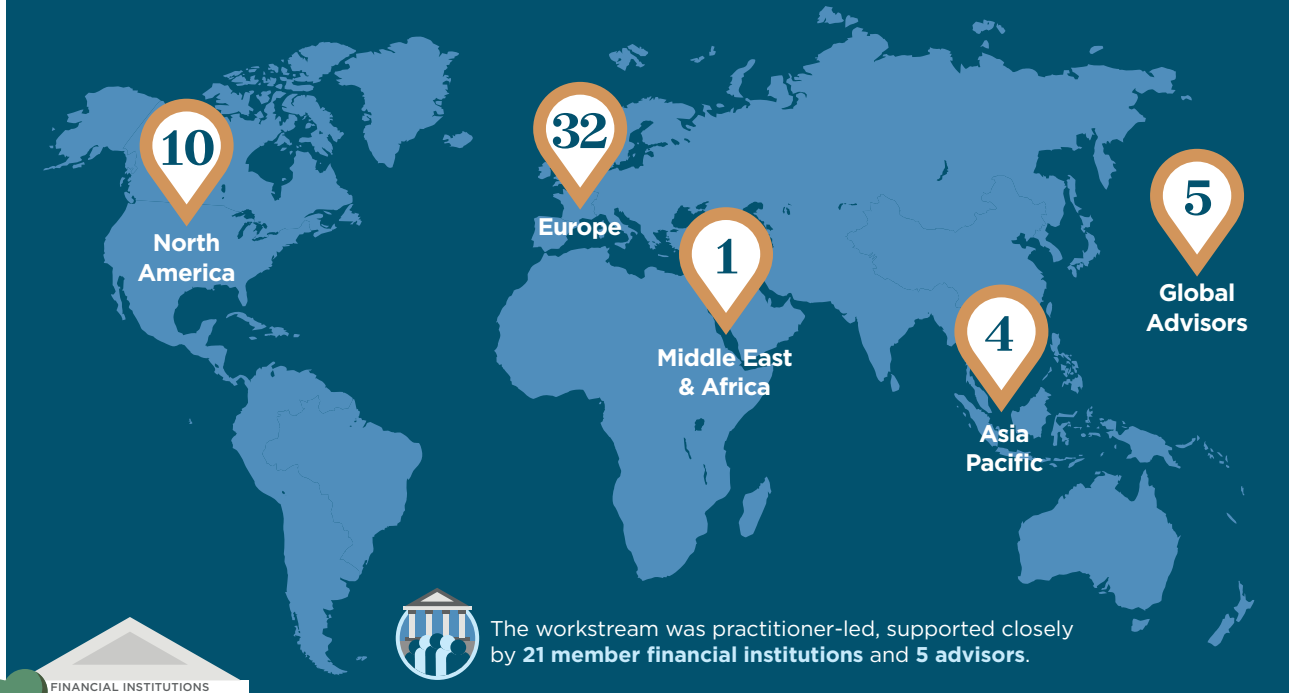 10
North
America
32
Europe
1
Middle East
& Africa
4
Asia
Pacific
5
Global
Advisors
The workstream was practitioner-led, supported closely
by 21 member financial institutions and 5 advisors.
FINANCIAL INSTITUTIONS